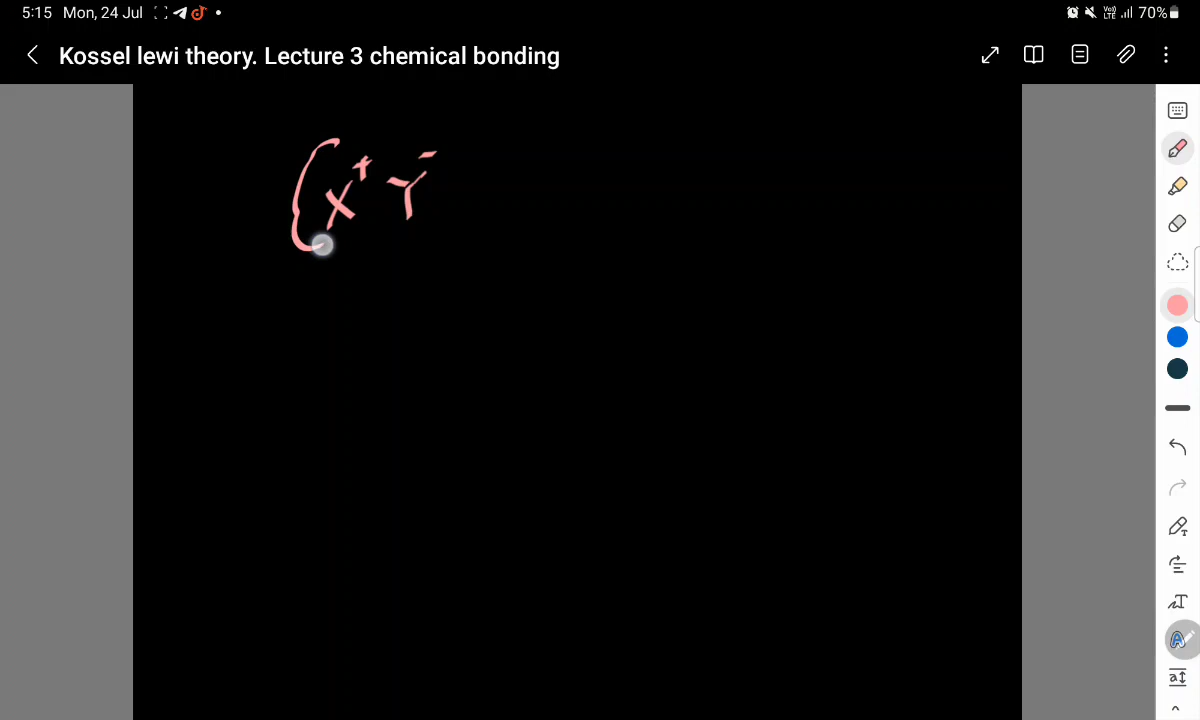 5:15 Mon, 24 Jul 70%
Kossel lewi theory. Lecture 3 chemical bonding
(X⁺ Y⁻